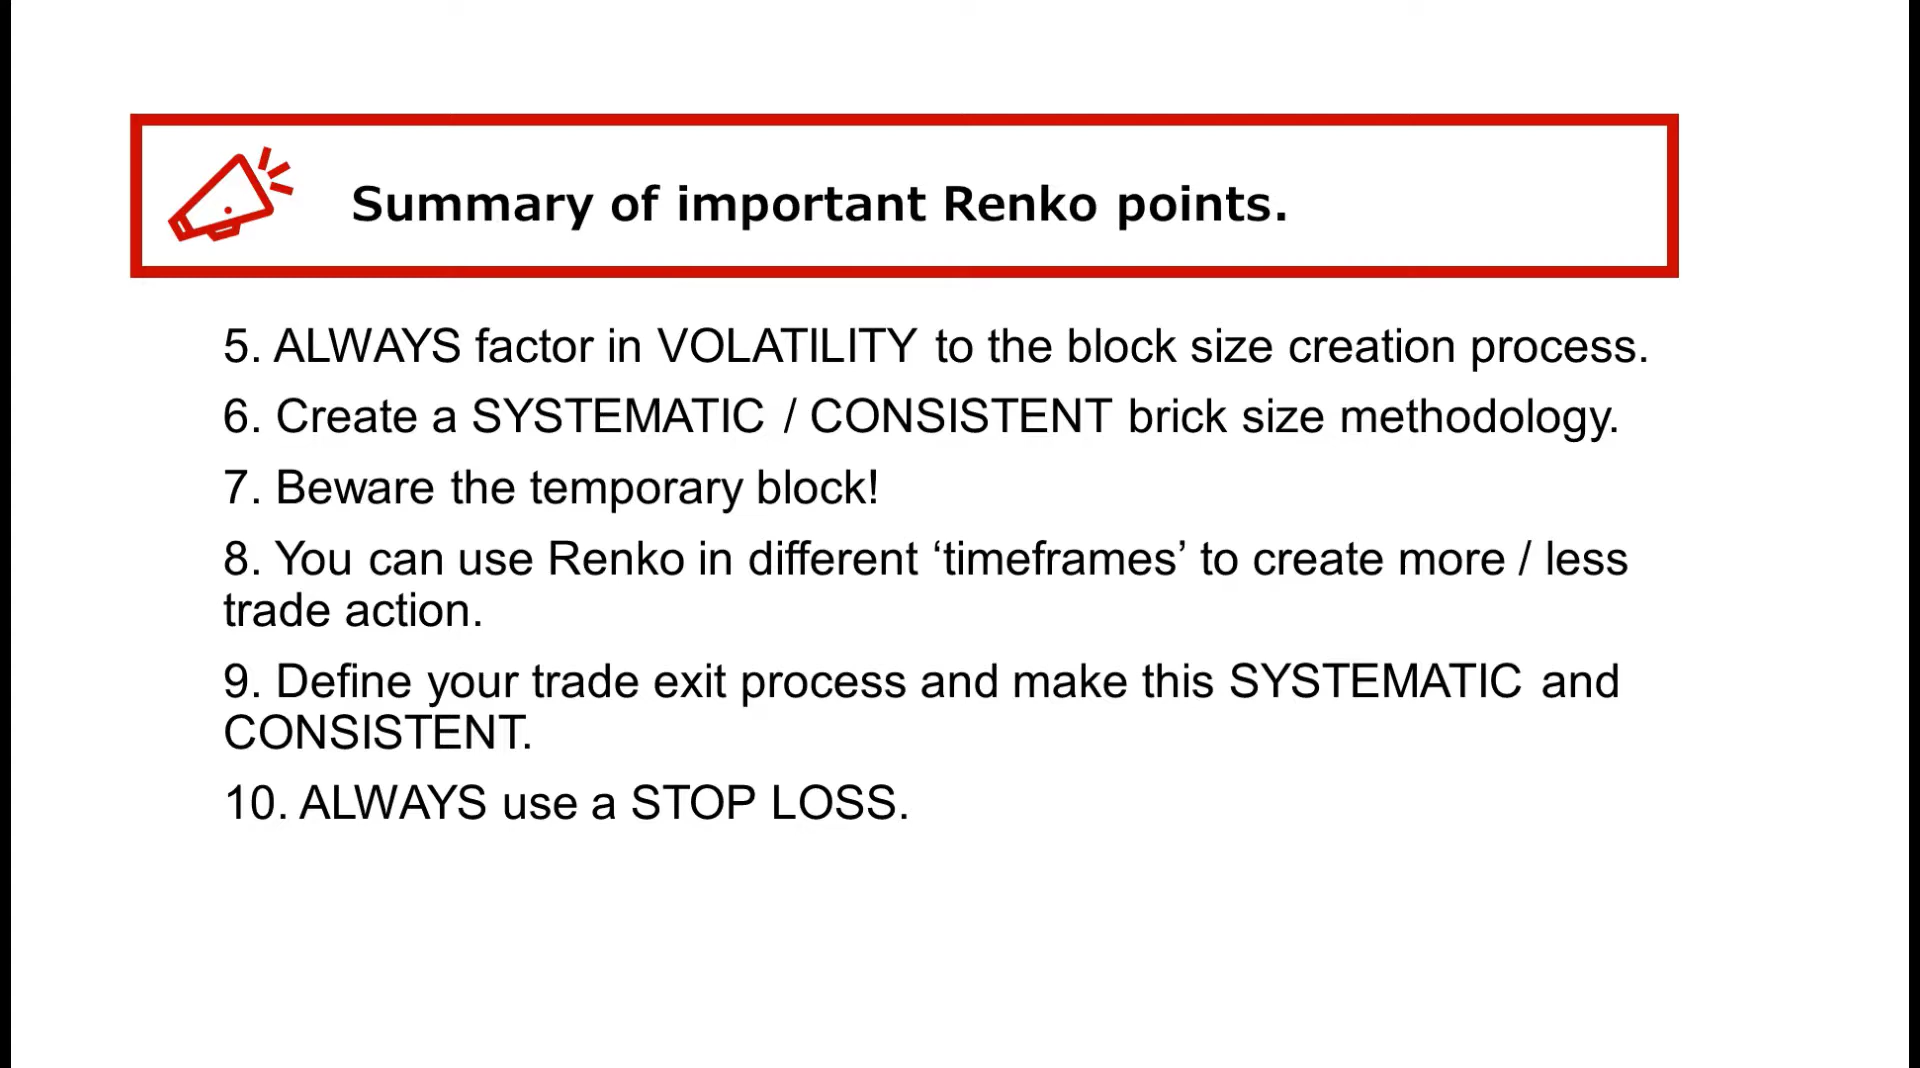 Summary of important Renko points.
5. ALWAYS factor in VOLATILITY to the block size creation process.
6. Create a SYSTEMATIC / CONSISTENT brick size methodology.
7. Beware the temporary block!
8. You can use Renko in different ‘timeframes’ to create more / less
trade action.
9. Define your trade exit process and make this SYSTEMATIC and
CONSISTENT.
10. ALWAYS use a STOP LOSS.